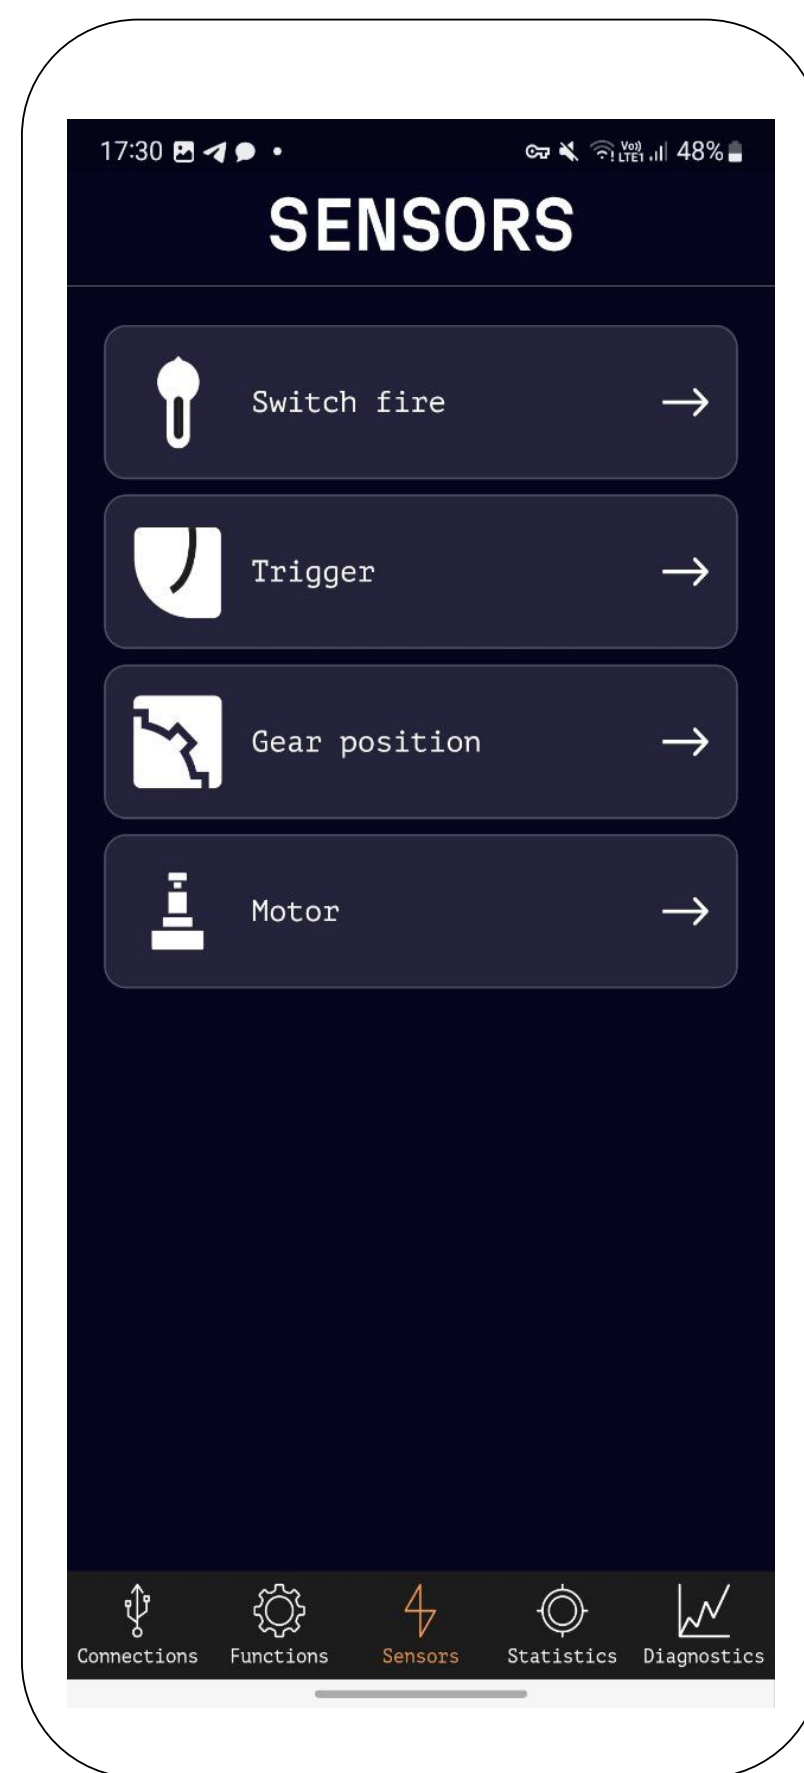 17:30 48%
SENSORS
Switch fire
Trigger
Gear position
Motor
Connections Functions Sensors Statistics Diagnostics